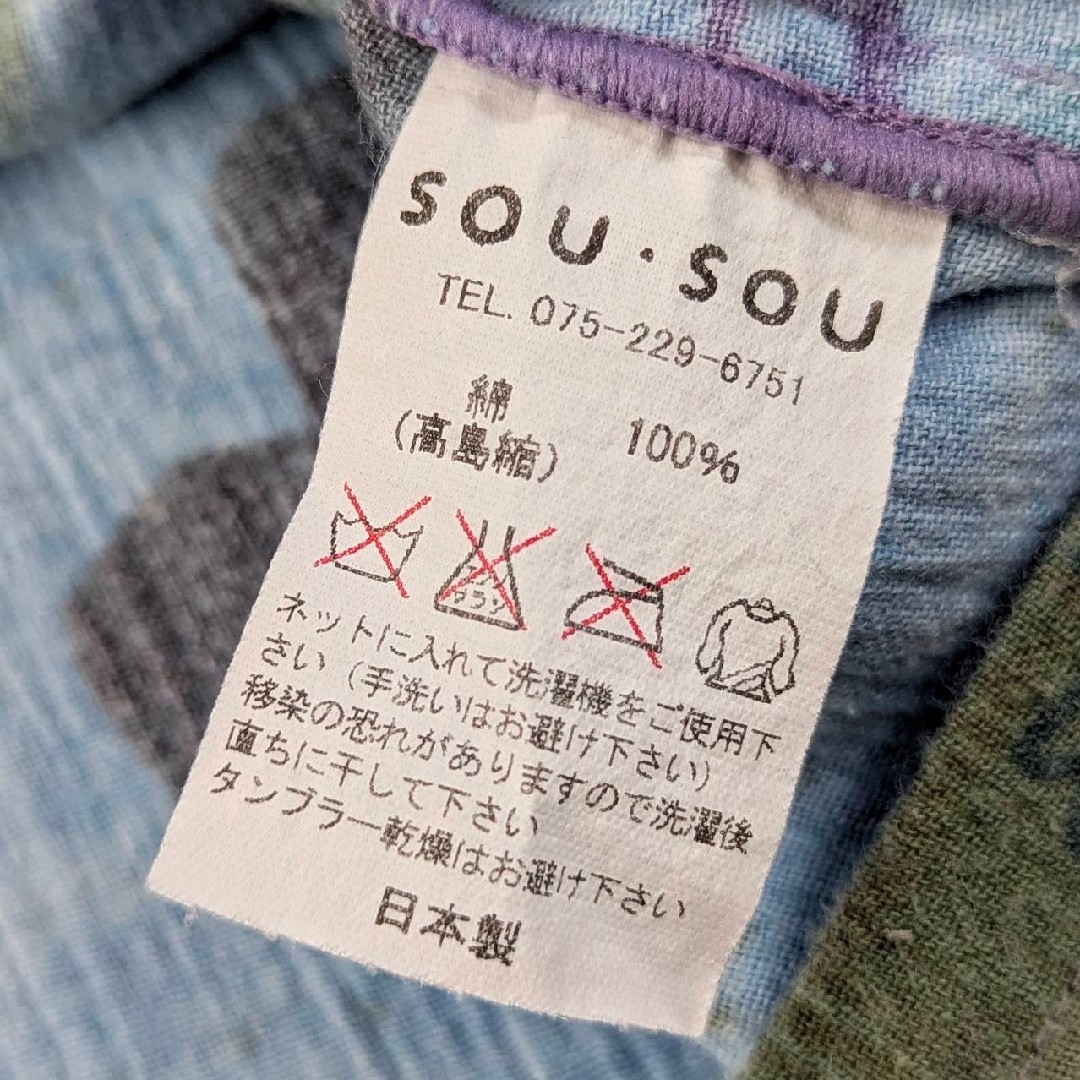 SOU・SOU
TEL. 075-229-6751
綿 100%
(高島縮)
ネットに入れて洗濯機をご使用下
さい (手洗いはお避け下さい)
移染の恐れがありますので洗濯後
直ちに干して下さい
タンブラー乾燥はお避け下さい
日本製